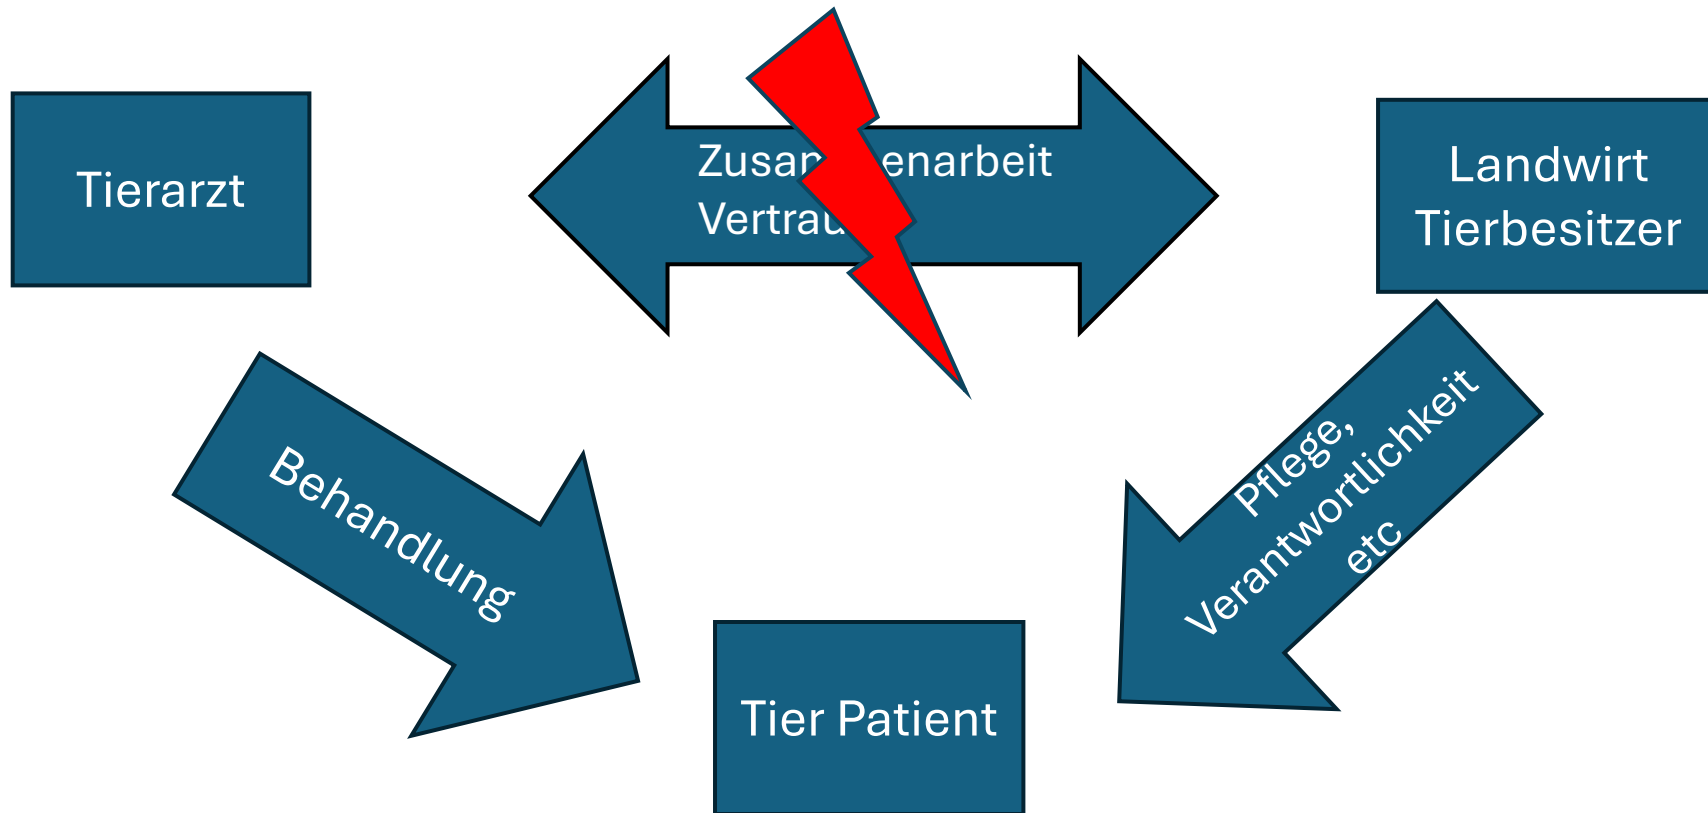 Tierarzt
Zusam enarbeit
Vertrau
Landwirt
Tierbesitzer
Behandlung
Pflege,
Verantwortlichkeit
etc
Tier Patient